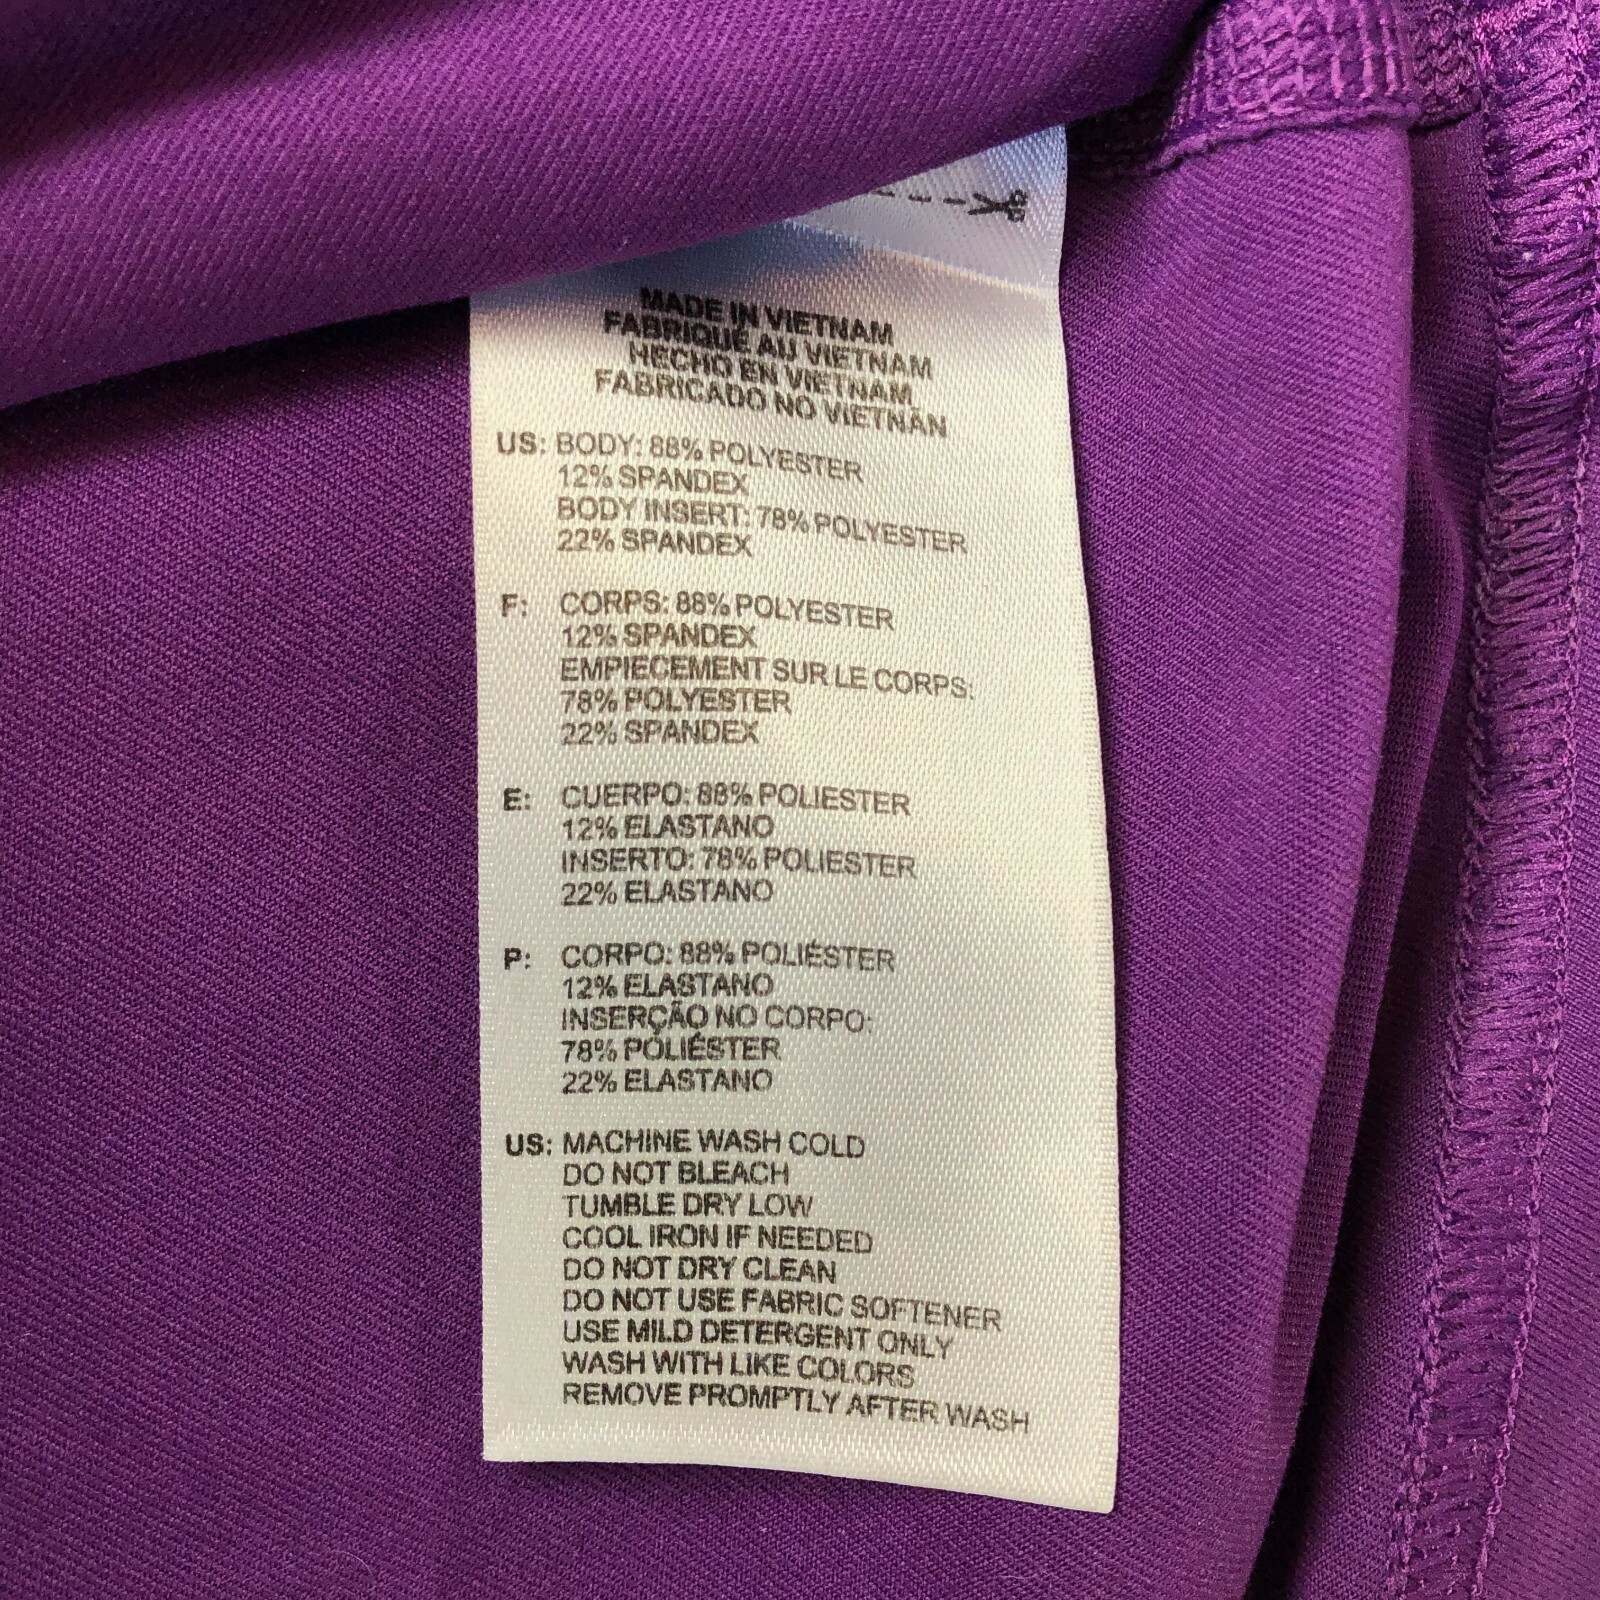 MADE IN VIETNAM
FABRIQUÉ AU VIETNAM
HECHO EN VIETNAM
FABRICADO NO VIETNÃN
US: BODY: 88% POLYESTER
12% SPANDEX
BODY INSERT: 78% POLYESTER
22% SPANDEX
F: CORPS: 88% POLYESTER
12% SPANDEX
EMPIECEMENT SUR LE CORPS:
78% POLYESTER
22% SPANDEX
E: CUERPO: 88% POLIESTER
12% ELASTANO
INSERTO: 78% POLIESTER
22% ELASTANO
P: CORPO: 88% POLIÉSTER
12% ELASTANO
INSERÇÃO NO CORPO:
78% POLIÉSTER
22% ELASTANO
US: MACHINE WASH COLD
DO NOT BLEACH
TUMBLE DRY LOW
COOL IRON IF NEEDED
DO NOT DRY CLEAN
DO NOT USE FABRIC SOFTENER
USE MILD DETERGENT ONLY
WASH WITH LIKE COLORS
REMOVE PROMPTLY AFTER WASH